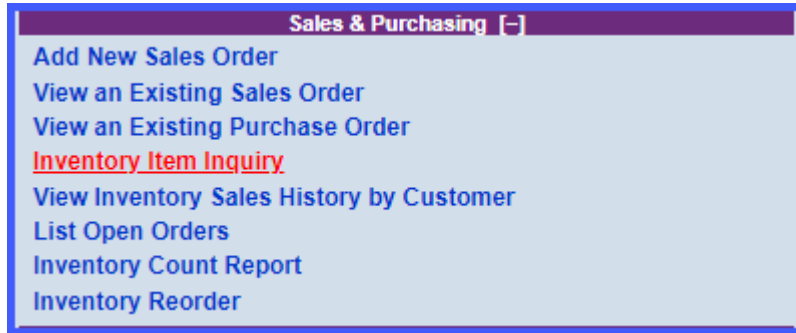 Sales & Purchasing [–]
Add New Sales Order
View an Existing Sales Order
View an Existing Purchase Order
Inventory Item Inquiry
View Inventory Sales History by Customer
List Open Orders
Inventory Count Report
Inventory Reorder